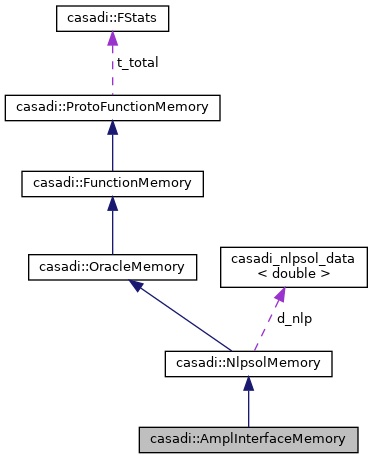 casadi::FStats
t_total
casadi::ProtoFunctionMemory
casadi::FunctionMemory
casadi::OracleMemory
casadi_nlpsol_data
< double >
d_nlp
casadi::NlpsolMemory
casadi::AmplInterfaceMemory